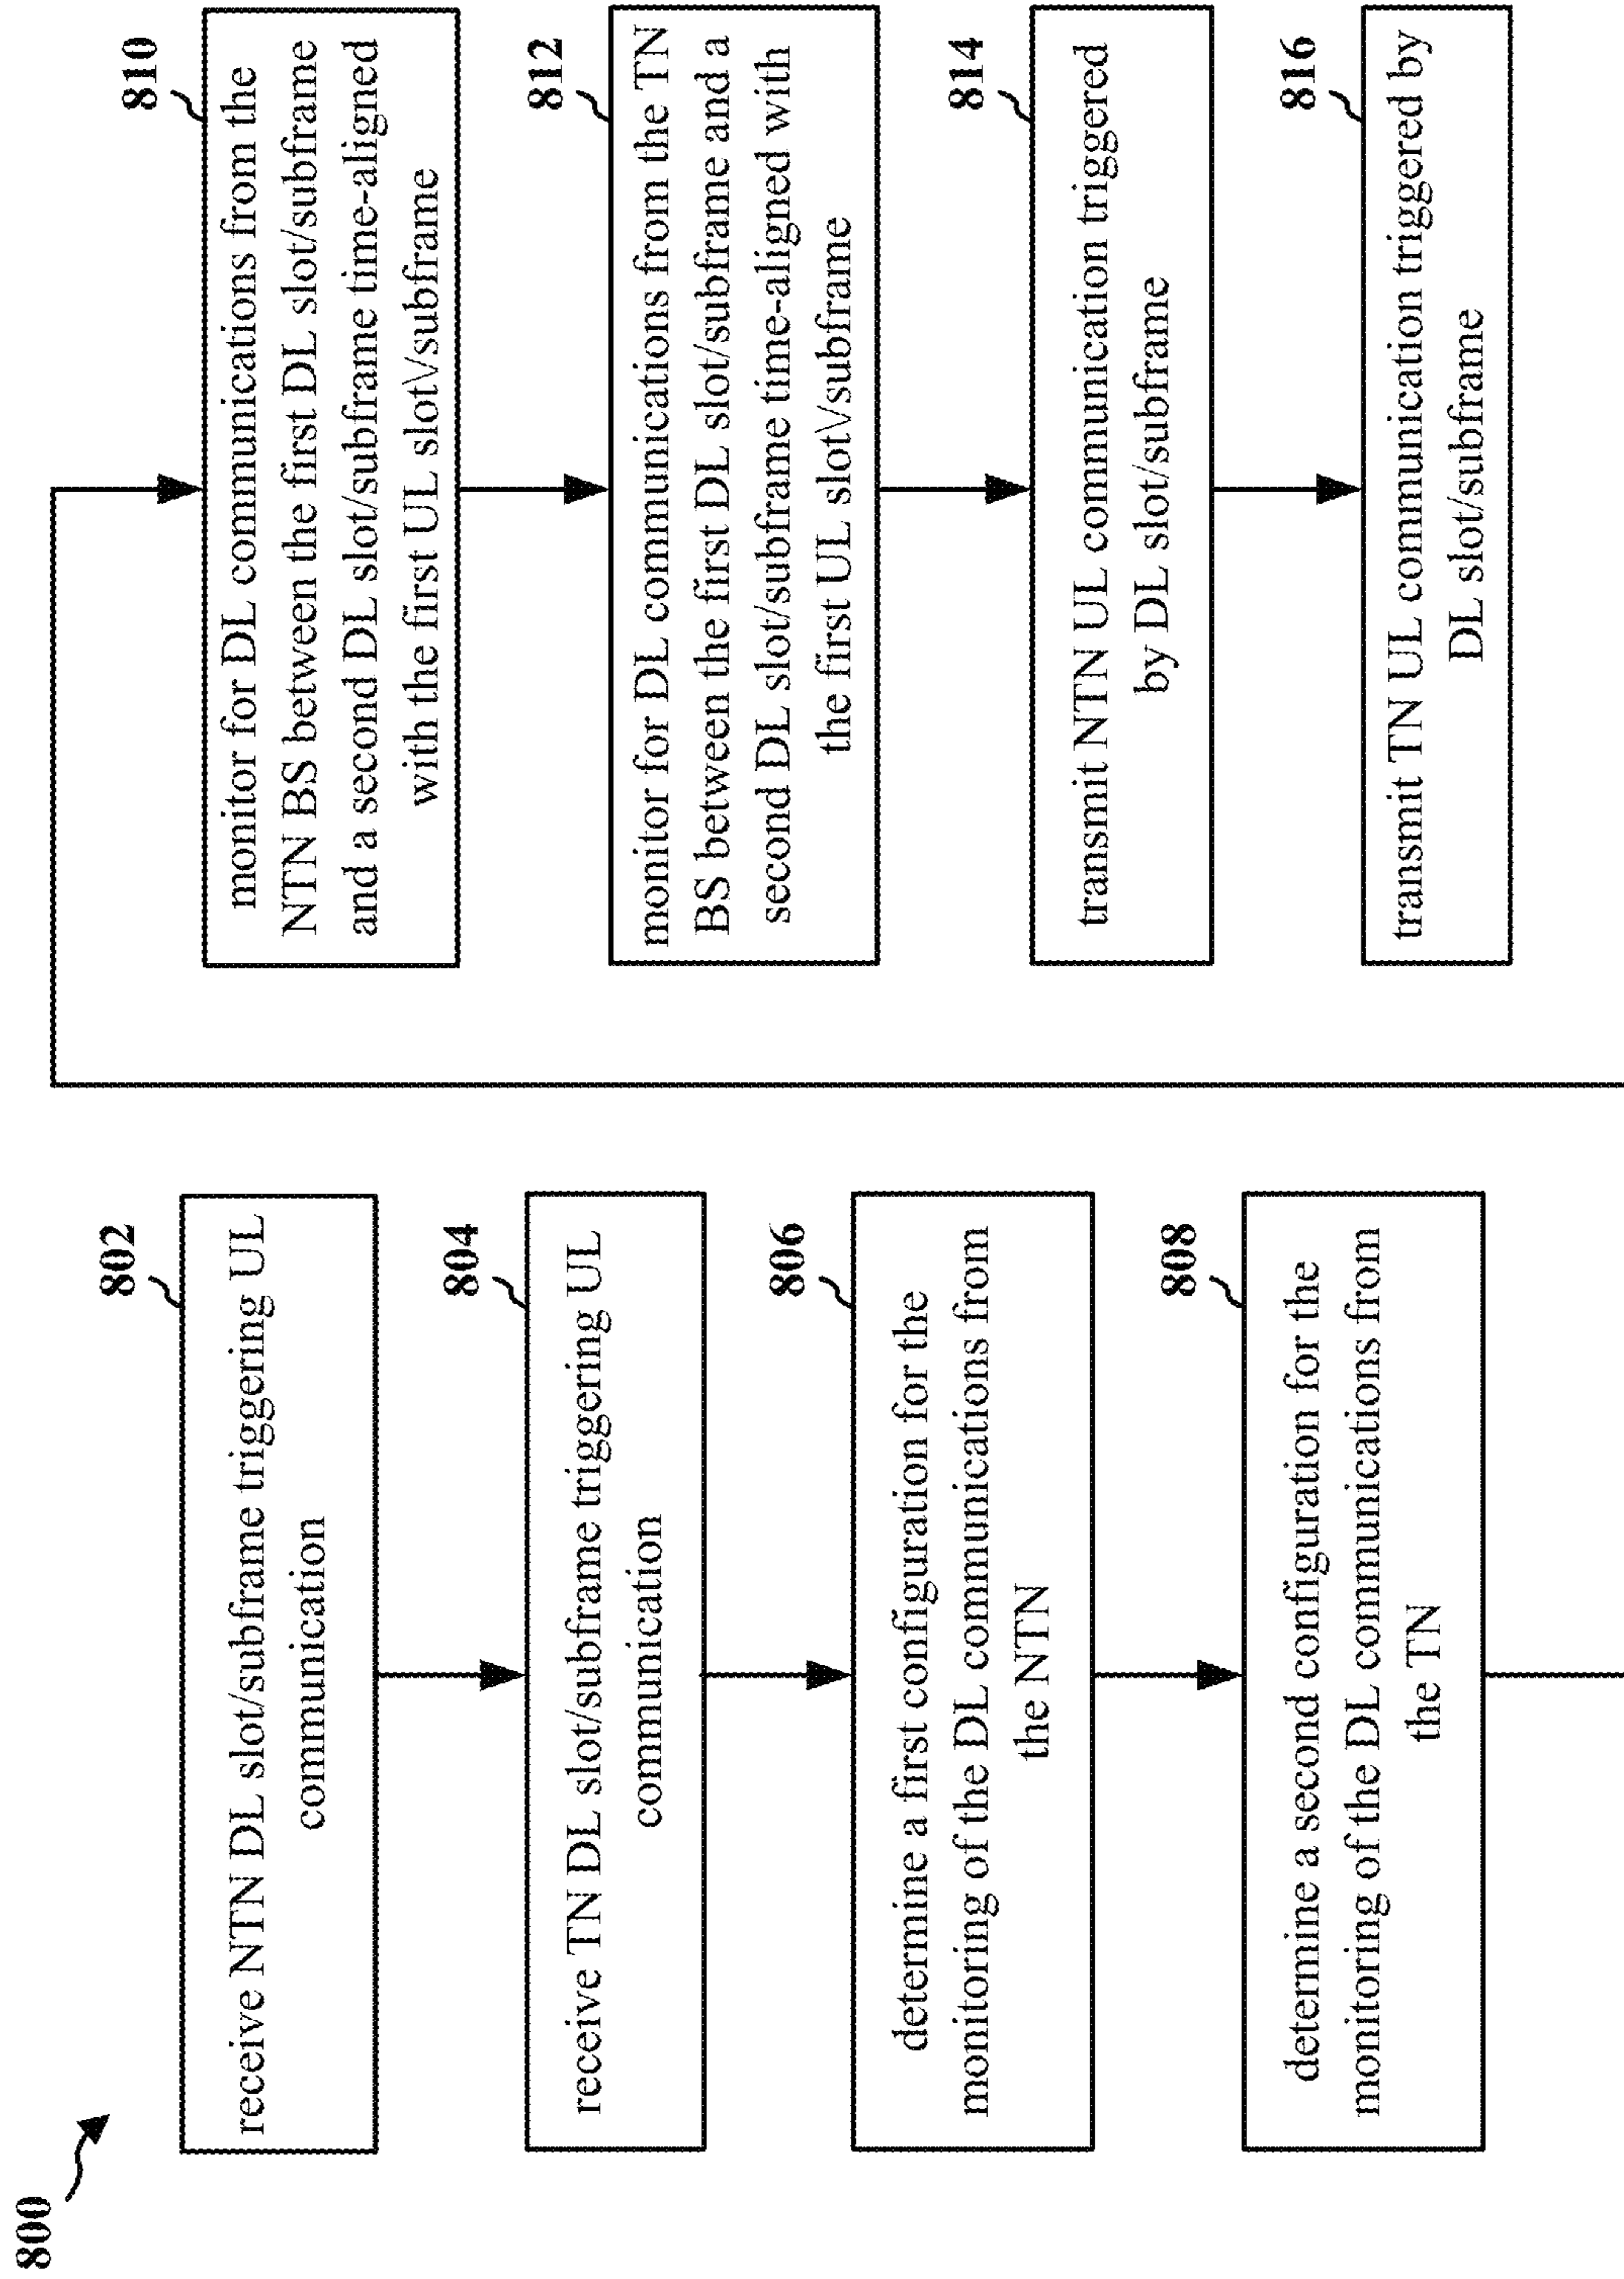 800
802
receive NTN DL slot/subframe triggering UL
communication
804
receive TN DL slot/subframe triggering UL
communication
806
determine a first configuration for the
monitoring of the DL communications from
the NTN
808
determine a second configuration for the
monitoring of the DL communications from
the TN
810
monitor for DL communications from the
NTN BS between the first DL slot/subframe
and a second DL slot/subframe time-aligned
with the first UL slot\/subframe
812
monitor for DL communications from the TN
BS between the first DL slot/subframe and a
second DL slot/subframe time-aligned with
the first UL slot\/subframe
814
transmit NTN UL communication triggered
by DL slot/subframe
816
transmit TN UL communication triggered by
DL slot/subframe